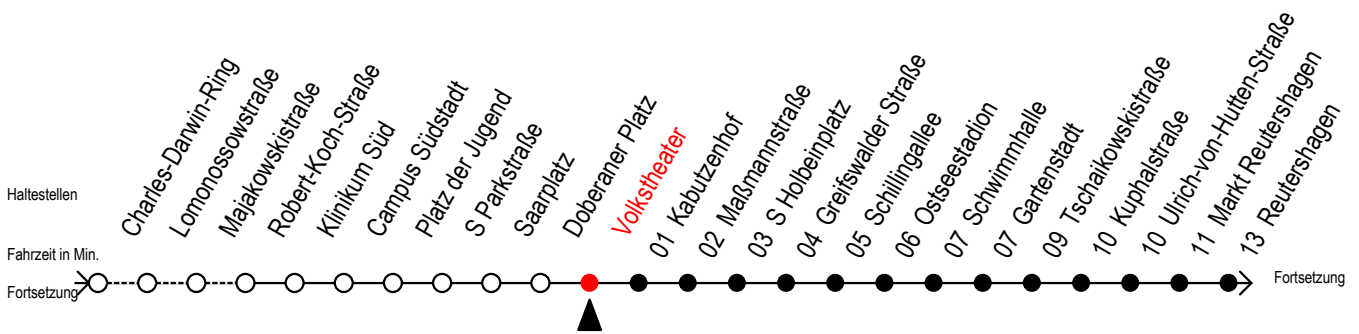 Haltestellen
Charles-Darwin-Ring
Lomonossowstraße
Majakowskistraße
Robert-Koch-Straße
Klinikum Süd
Campus Südstadt
Platz der Jugend
S Parkstraße
Saarplatz
Doberaner Platz
Volkstheater
01 Kabutzenhof
02 Maßmannstraße
03 S Holbeinplatz
04 Greifswalder Straße
05 Schillingallee
06 Ostseestadion
07 Schwimmhalle
07 Gartenstadt
09 Tschaikowskistraße
10 Kuphalstraße
10 Ulrich-von-Hutten-Straße
11 Markt Reutershagen
13 Reutershagen
Fahrzeit in Min.
Fortsetzung
Fortsetzung